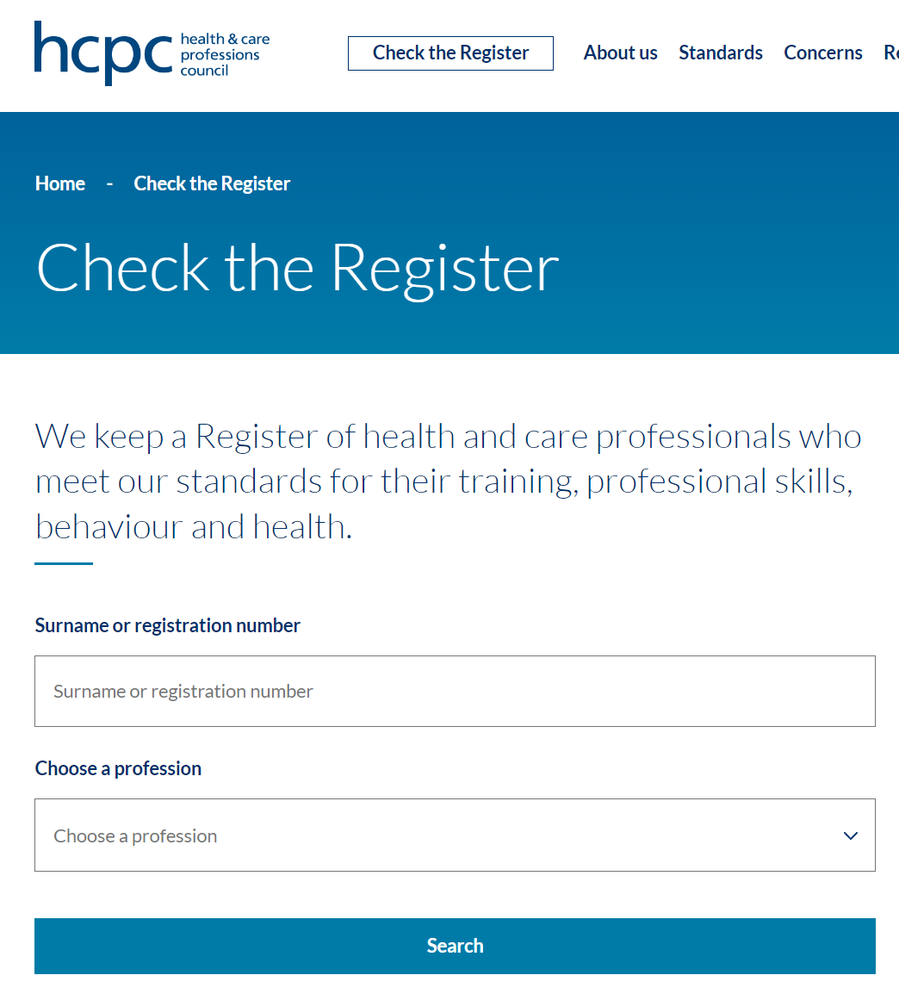 hcpc
health & care
professions
council
Check the Register
About us
Standards
Concerns
Home - Check the Register
Check the Register
We keep a Register of health and care professionals who
meet our standards for their training, professional skills,
behaviour and health.
Surname or registration number
Surname or registration number
Choose a profession
Choose a profession
Search